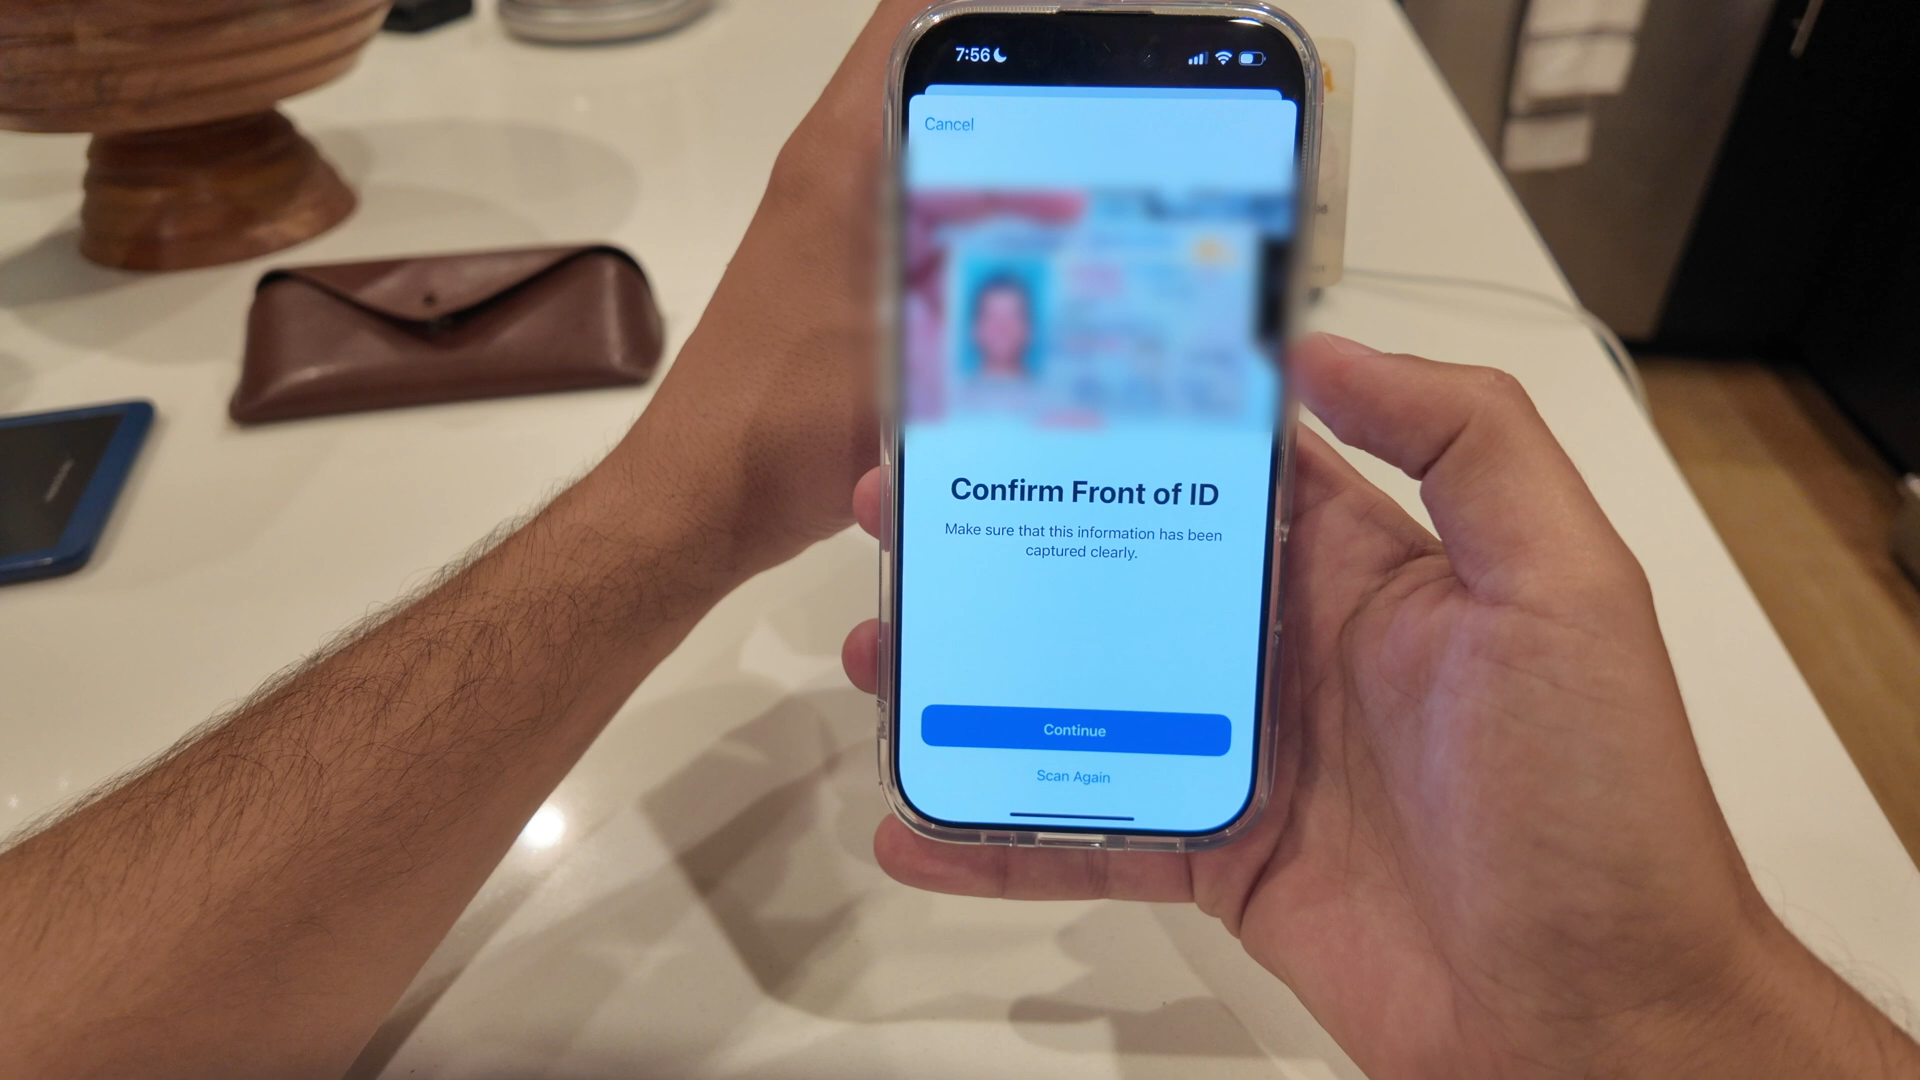 7:56
Cancel
Confirm Front of ID
Make sure that this information has been
captured clearly.
Continue
Scan Again